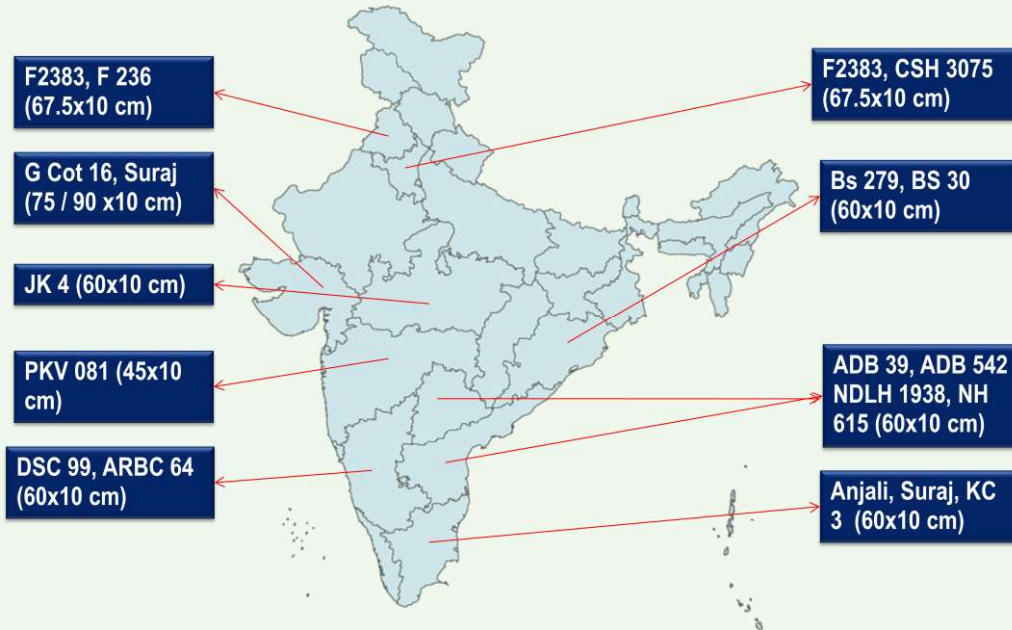 F2383, F 236
(67.5x10 cm)
G Cot 16, Suraj
(75 / 90 x10 cm)
JK 4 (60x10 cm)
PKV 081 (45x10
cm)
DSC 99, ARBC 64
(60x10 cm)
F2383, CSH 3075
(67.5x10 cm)
Bs 279, BS 30
(60x10 cm)
ADB 39, ADB 542
NDLH 1938, NH
615 (60x10 cm)
Anjali, Suraj, KC
3 (60x10 cm)